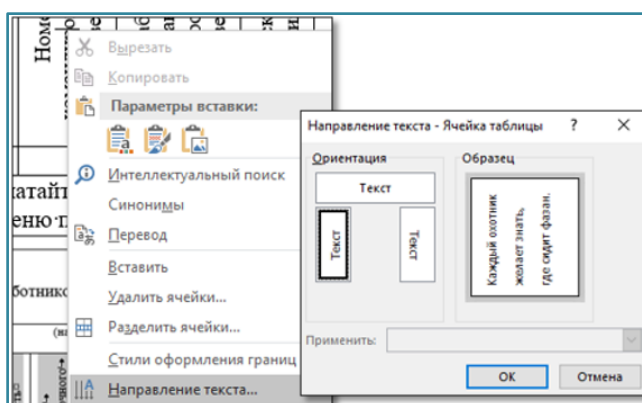 Номе
Вырезать
Копировать
Параметры вставки:
Интеллектуальный поиск
Синонимы
Перевод
Вставить
Удалить ячейки...
Разделить ячейки...
Стили оформления границ
Направление текста...
Направление текста - Ячейка таблицы
?
Ориентация
Текст
Текст
Текст
Образец
Каждый охотник
желает знать,
где сидит фазан.
Применить:
ОК
Отмена